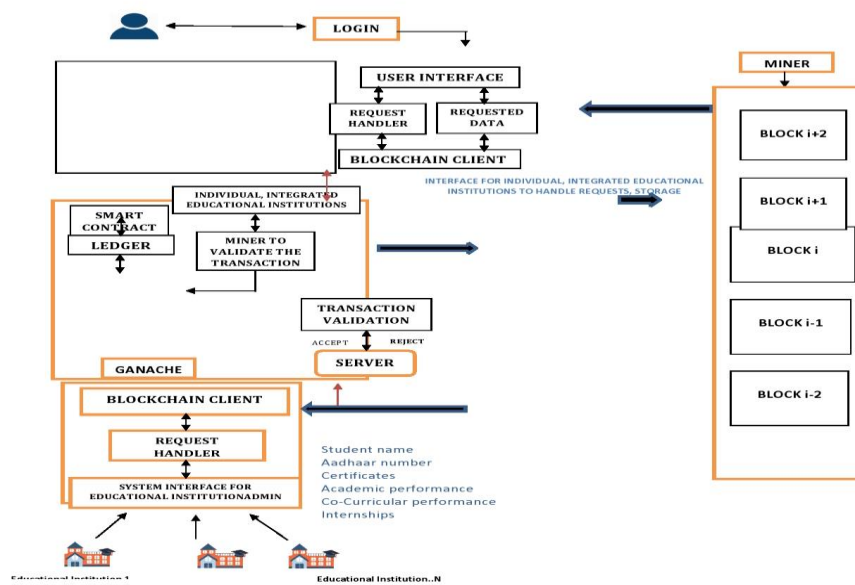 LOGIN
MINER
USER INTERFACE
REQUEST
HANDLER
REQUESTED
DATA
BLOCKCHAIN CLIENT
BLOCK i+2
INTERFACE FOR INDIVIDUAL, INTEGRATED EDUCATIONAL
INSTITUTIONS TO HANDLE REQUESTS, STORAGE
BLOCK i+1
INDIVIDUAL, INTEGRATED
EDUCATIONAL INSTITUTIONS
SMART
CONTRACT
LEDGER
MINER TO
VALIDATE THE
TRANSACTION
BLOCK i
TRANSACTION
VALIDATION
ACCEPT
REJECT
BLOCK i-1
SERVER
GANACHE
BLOCKCHAIN CLIENT
BLOCK i-2
REQUEST
HANDLER
Student name
Aadhaar number
Certificates
Academic performance
Co-Curricular performance
Internships
SYSTEM INTERFACE FOR
EDUCATIONAL INSTITUTIONADMIN
Educational Institution 1
Educational Institution..N